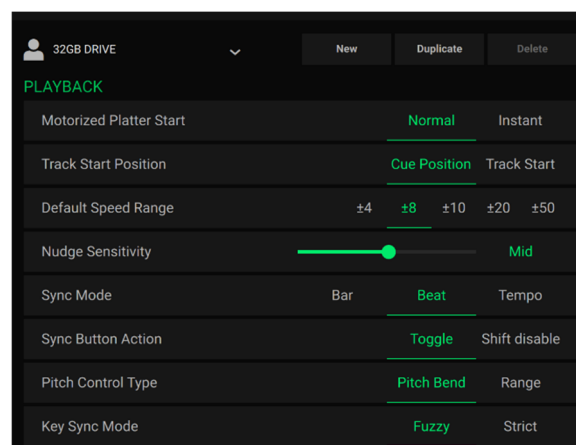 32GB DRIVE New Duplicate Delete
PLAYBACK
Motorized Platter Start Normal Instant
Track Start Position Cue Position Track Start
Default Speed Range ±4 ±8 ±10 ±20 ±50
Nudge Sensitivity Mid
Sync Mode Bar Beat Tempo
Sync Button Action Toggle Shift disable
Pitch Control Type Pitch Bend Range
Key Sync Mode Fuzzy Strict